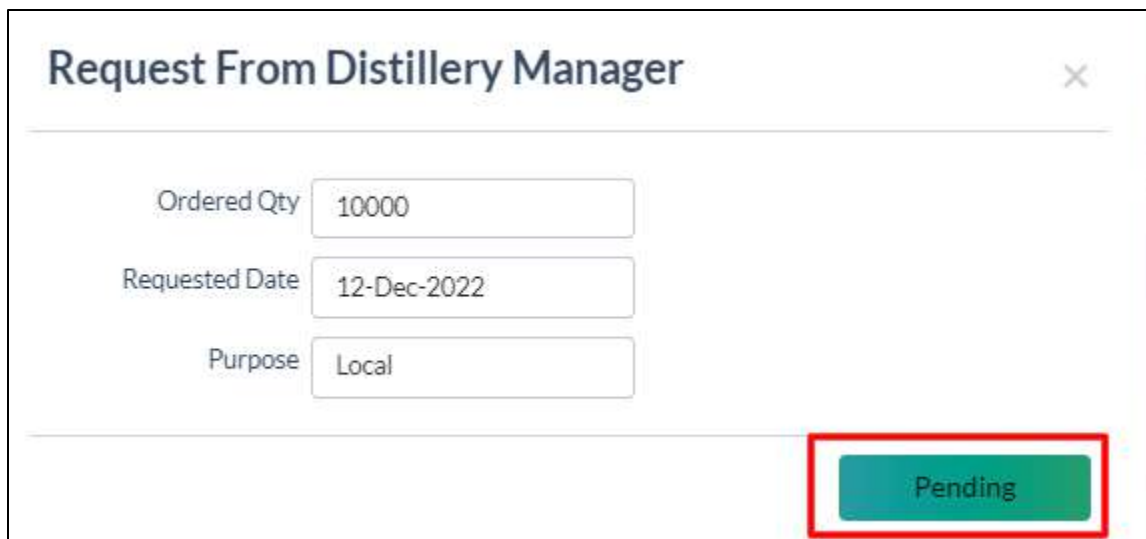 Request From Distillery Manager
Ordered Qty 10000
Requested Date 12-Dec-2022
Purpose Local
Pending